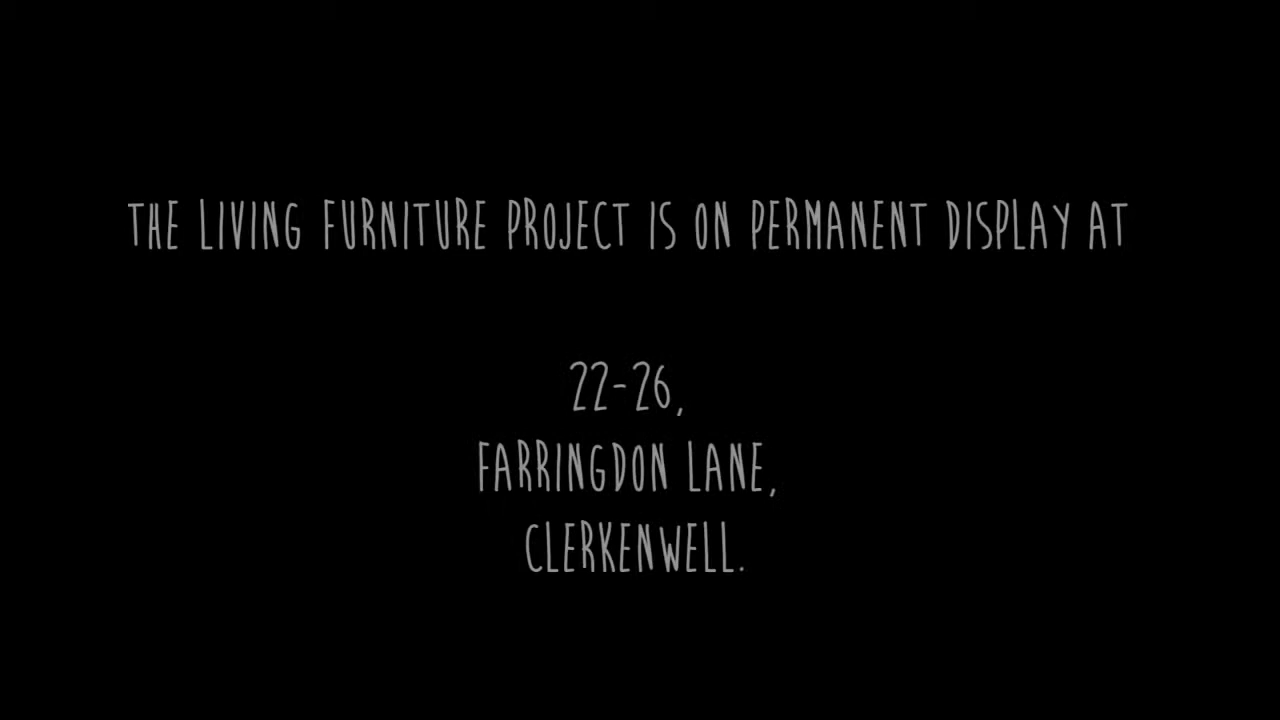 THE LIVING FURNITURE PROJECT IS ON PERMANENT DISPLAY AT
22-26,
FARRINGDON LANE,
CLERKENWELL.